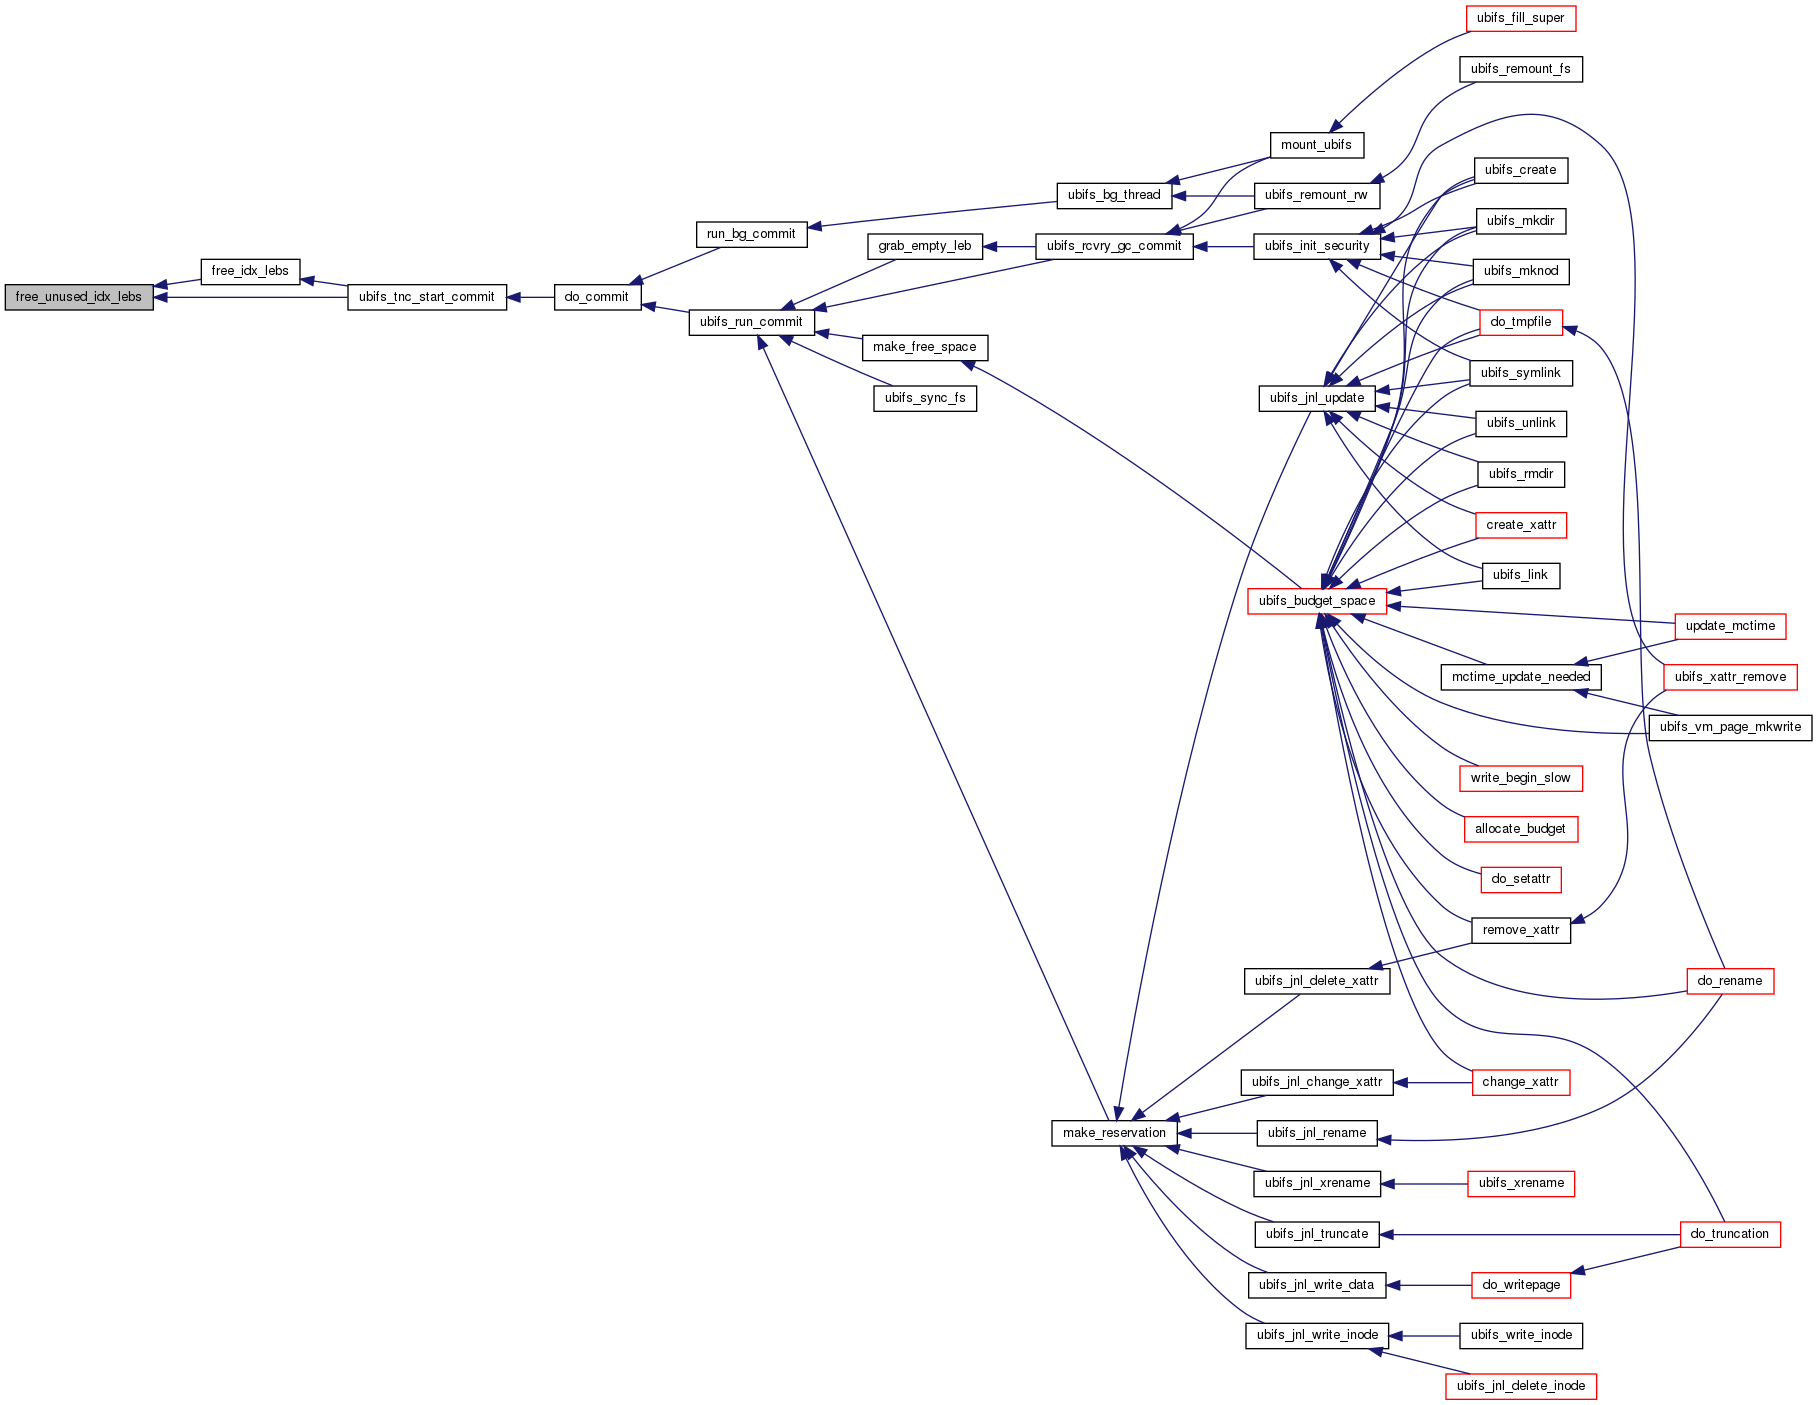 ubifs_fill_super
ubifs_remount_fs
mount_ubifs
ubifs_create
ubifs_bg_thread
ubifs_remount_rw
ubifs_mkdir
run_bg_commit
grab_empty_leb
ubifs_rcvry_gc_commit
ubifs_init_security
free_idx_lebs
ubifs_mknod
free_unused_idx_lebs
ubifs_tnc_start_commit
do_commit
ubifs_run_commit
do_tmpfile
make_free_space
ubifs_symlink
ubifs_sync_fs
ubifs_jnl_update
ubifs_unlink
ubifs_rmdir
create_xattr
ubifs_link
ubifs_budget_space
update_mctime
mctime_update_needed
ubifs_xattr_remove
ubifs_vm_page_mkwrite
write_begin_slow
allocate_budget
do_setattr
remove_xattr
ubifs_jnl_delete_xattr
do_rename
ubifs_jnl_change_xattr
change_xattr
make_reservation
ubifs_jnl_rename
ubifs_jnl_xrename
ubifs_xrename
ubifs_jnl_truncate
do_truncation
ubifs_jnl_write_data
do_writepage
ubifs_jnl_write_inode
ubifs_write_inode
ubifs_jnl_delete_inode